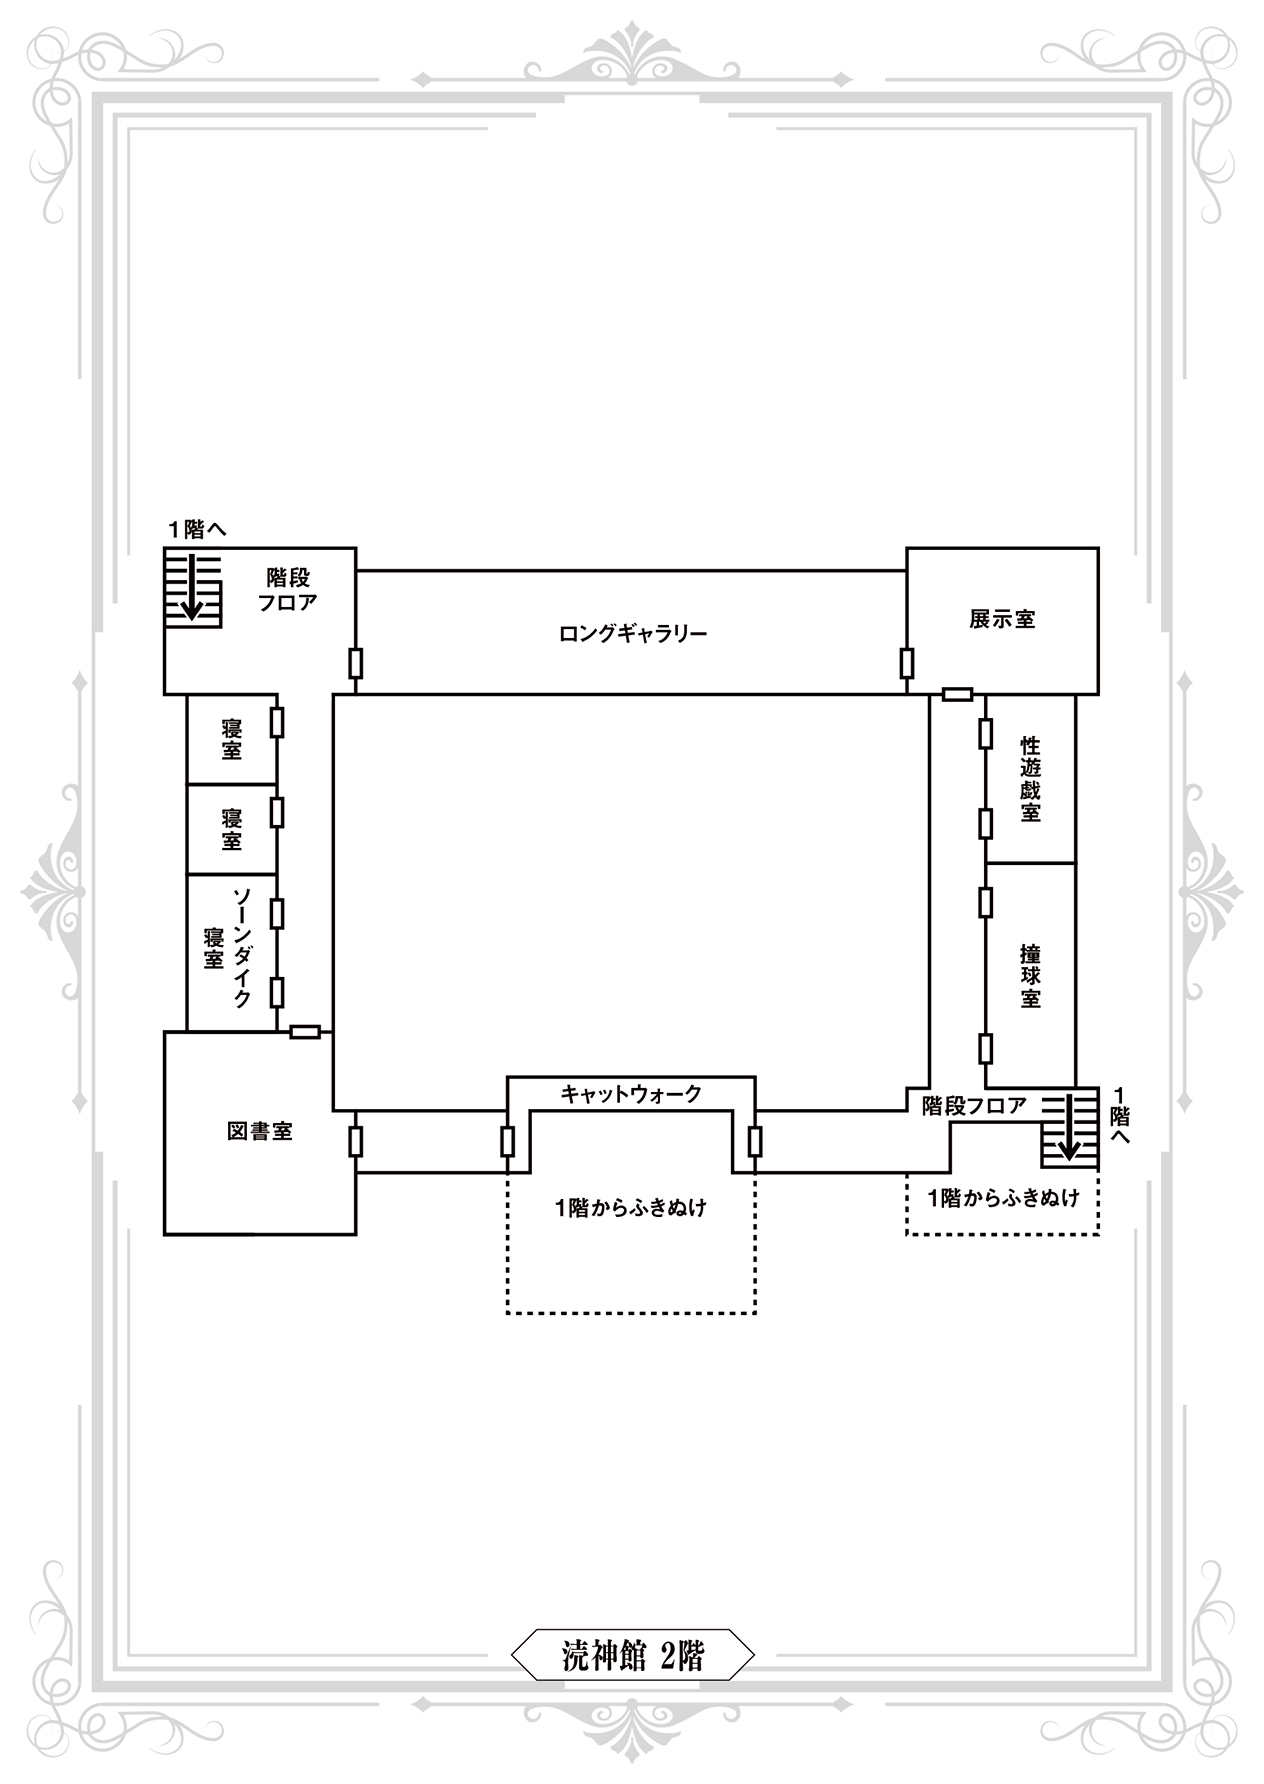 1階へ
階段
フロア
ロングギャラリー
展示室
寝室
寝室
ソーンダイク
寝室
性遊戯室
撞球室
キャットウォーク
階段フロア
1階へ
図書室
1階からふきぬけ
1階からふきぬけ
涜神館 2階